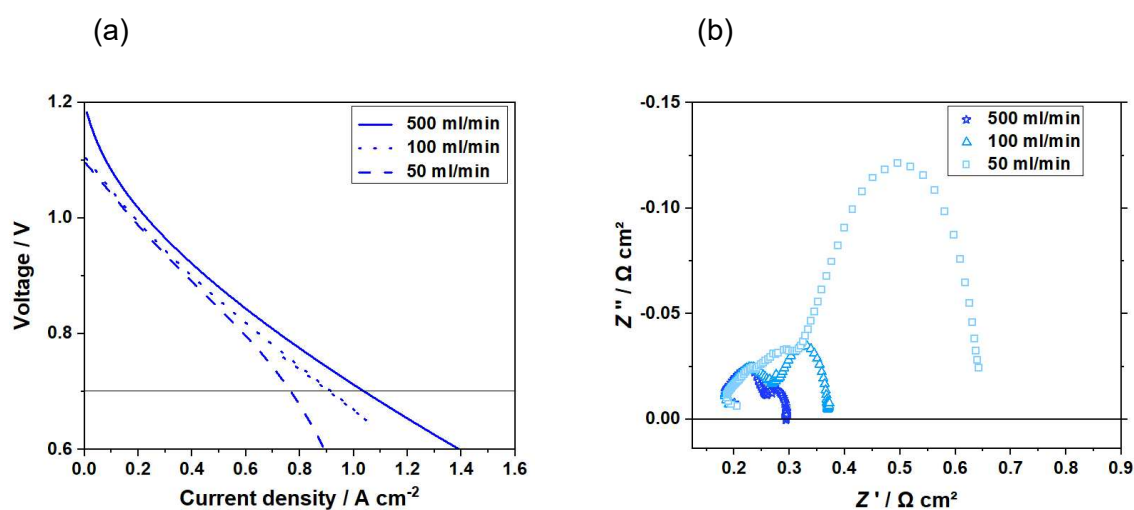 (a)
1.2
1.0
0.8
0.6
0.0 0.2 0.4 0.6 0.8 1.0 1.2 1.4 1.6
Voltage / V
Current density / A cm⁻²
500 ml/min
100 ml/min
50 ml/min
(b)
-0.15
-0.10
-0.05
0.00
0.2 0.3 0.4 0.5 0.6 0.7 0.8 0.9
Z '' / Ω cm²
Z ' / Ω cm²
500 ml/min
100 ml/min
50 ml/min